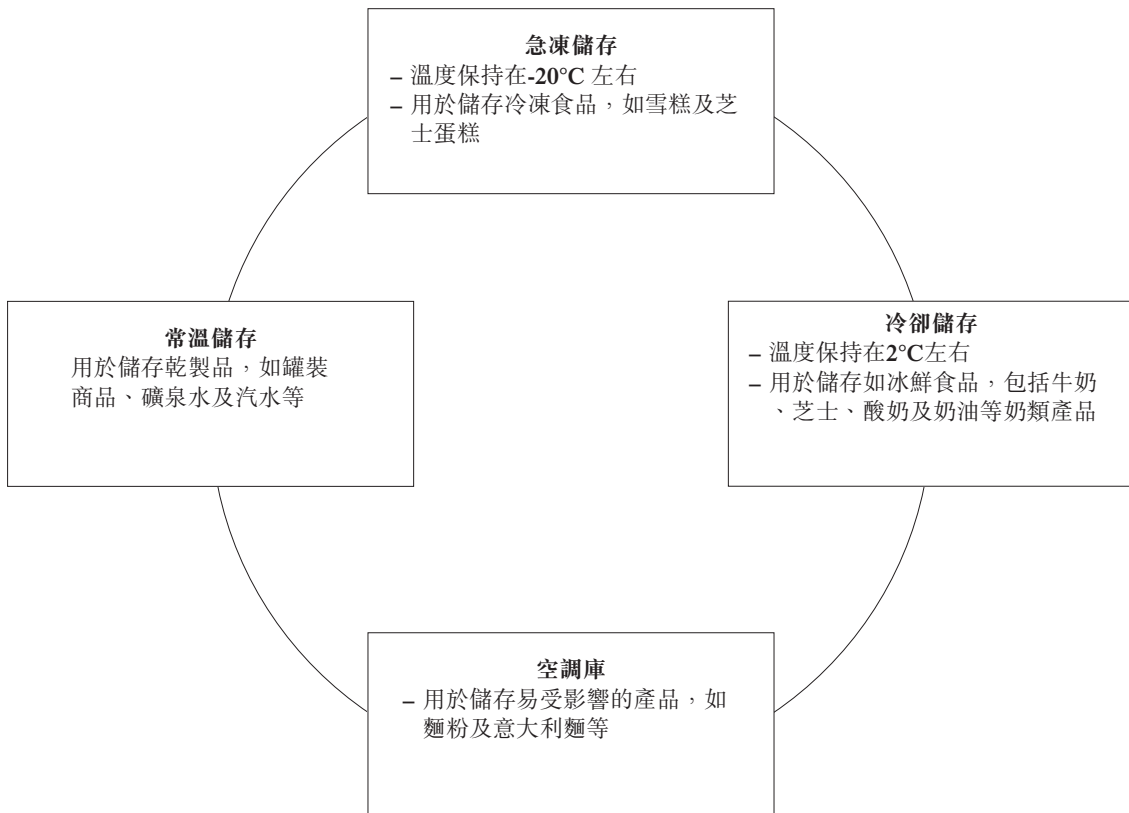 急凍儲存
– 溫度保持在-20°C 左右
– 用於儲存冷凍食品，如雪糕及芝
士蛋糕
常溫儲存
用於儲存乾製品，如罐裝
商品、礦泉水及汽水等
冷卻儲存
– 溫度保持在2°C左右
– 用於儲存如冰鮮食品，包括牛奶
、芝士、酸奶及奶油等奶類產品
空調庫
– 用於儲存易受影響的產品，如
麵粉及意大利麵等